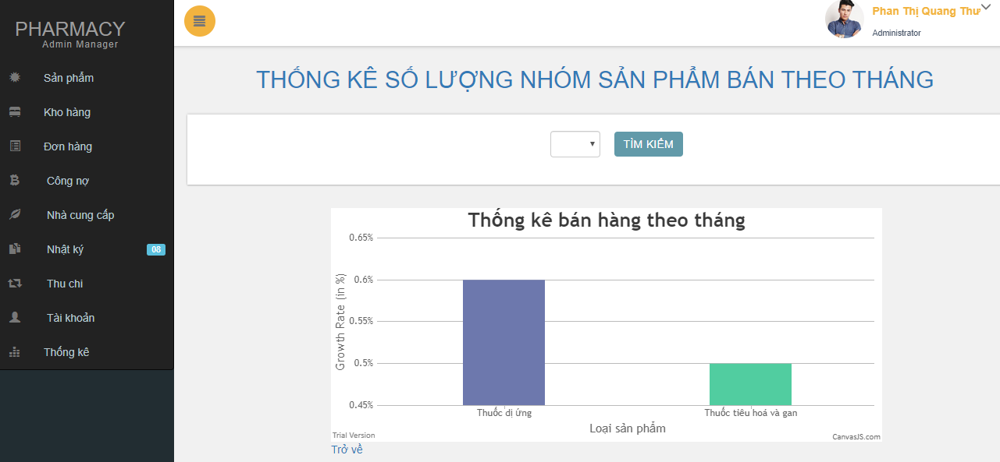 PHARMACY
Admin Manager
Sản phẩm
Kho hàng
Đơn hàng
Công nợ
Nhà cung cấp
Nhật ký 08
Thu chi
Tài khoản
Thống kê
Phan Thị Quang Thư
Administrator
THỐNG KÊ SỐ LƯỢNG NHÓM SẢN PHẨM BÁN THEO THÁNG
TÌM KIẾM
Thống kê bán hàng theo tháng
Growth Rate (in %)
0.65%
0.6%
0.55%
0.5%
0.45%
Thuốc dị ứng
Thuốc tiêu hoá và gan
Loại sản phẩm
Trial Version
CanvasJS.com
Trở về